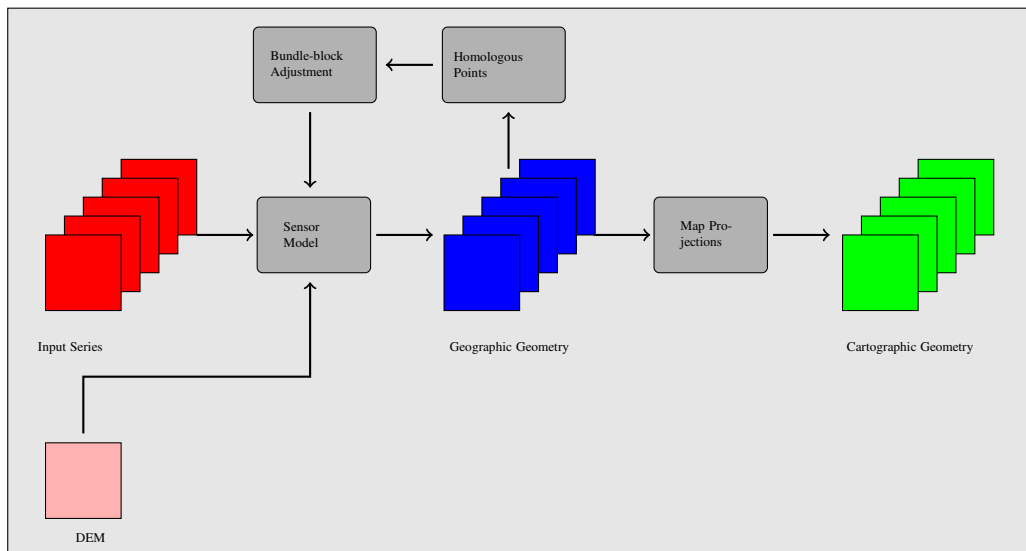 Bundle-block
Adjustment
Homologous
Points
Sensor
Model
Map Pro-
jections
Input Series
Geographic Geometry
Cartographic Geometry
DEM